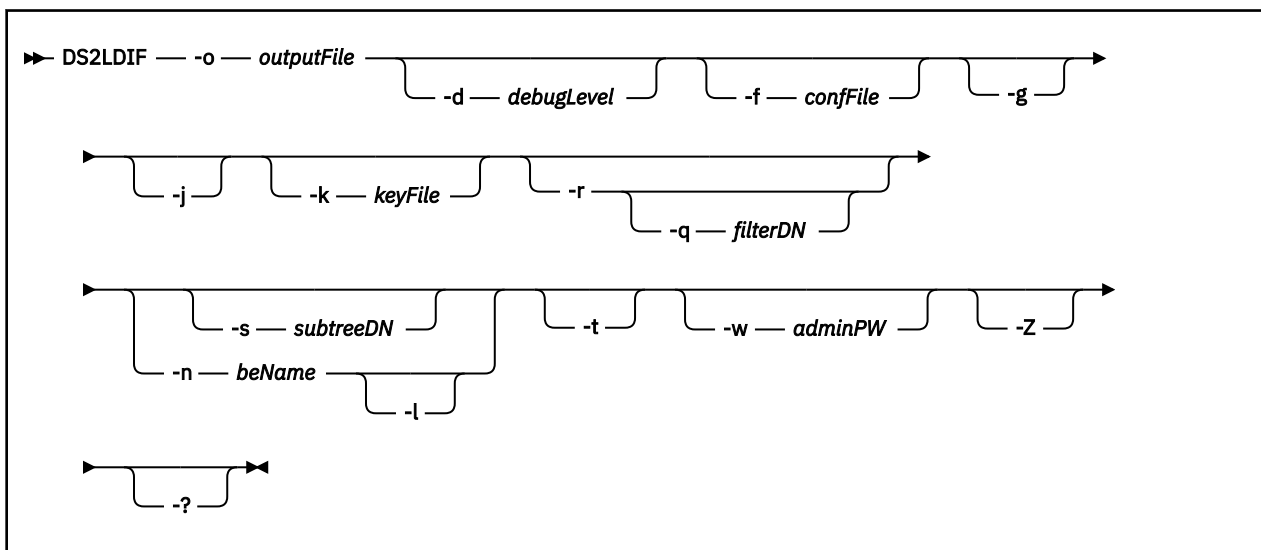 DS2LDIF -o outputFile
-d debugLevel -f confFile -g
-j -k keyFile -r
-q filterDN
-s subtreeDN -t -w adminPW -Z
-n beName
-l
-?